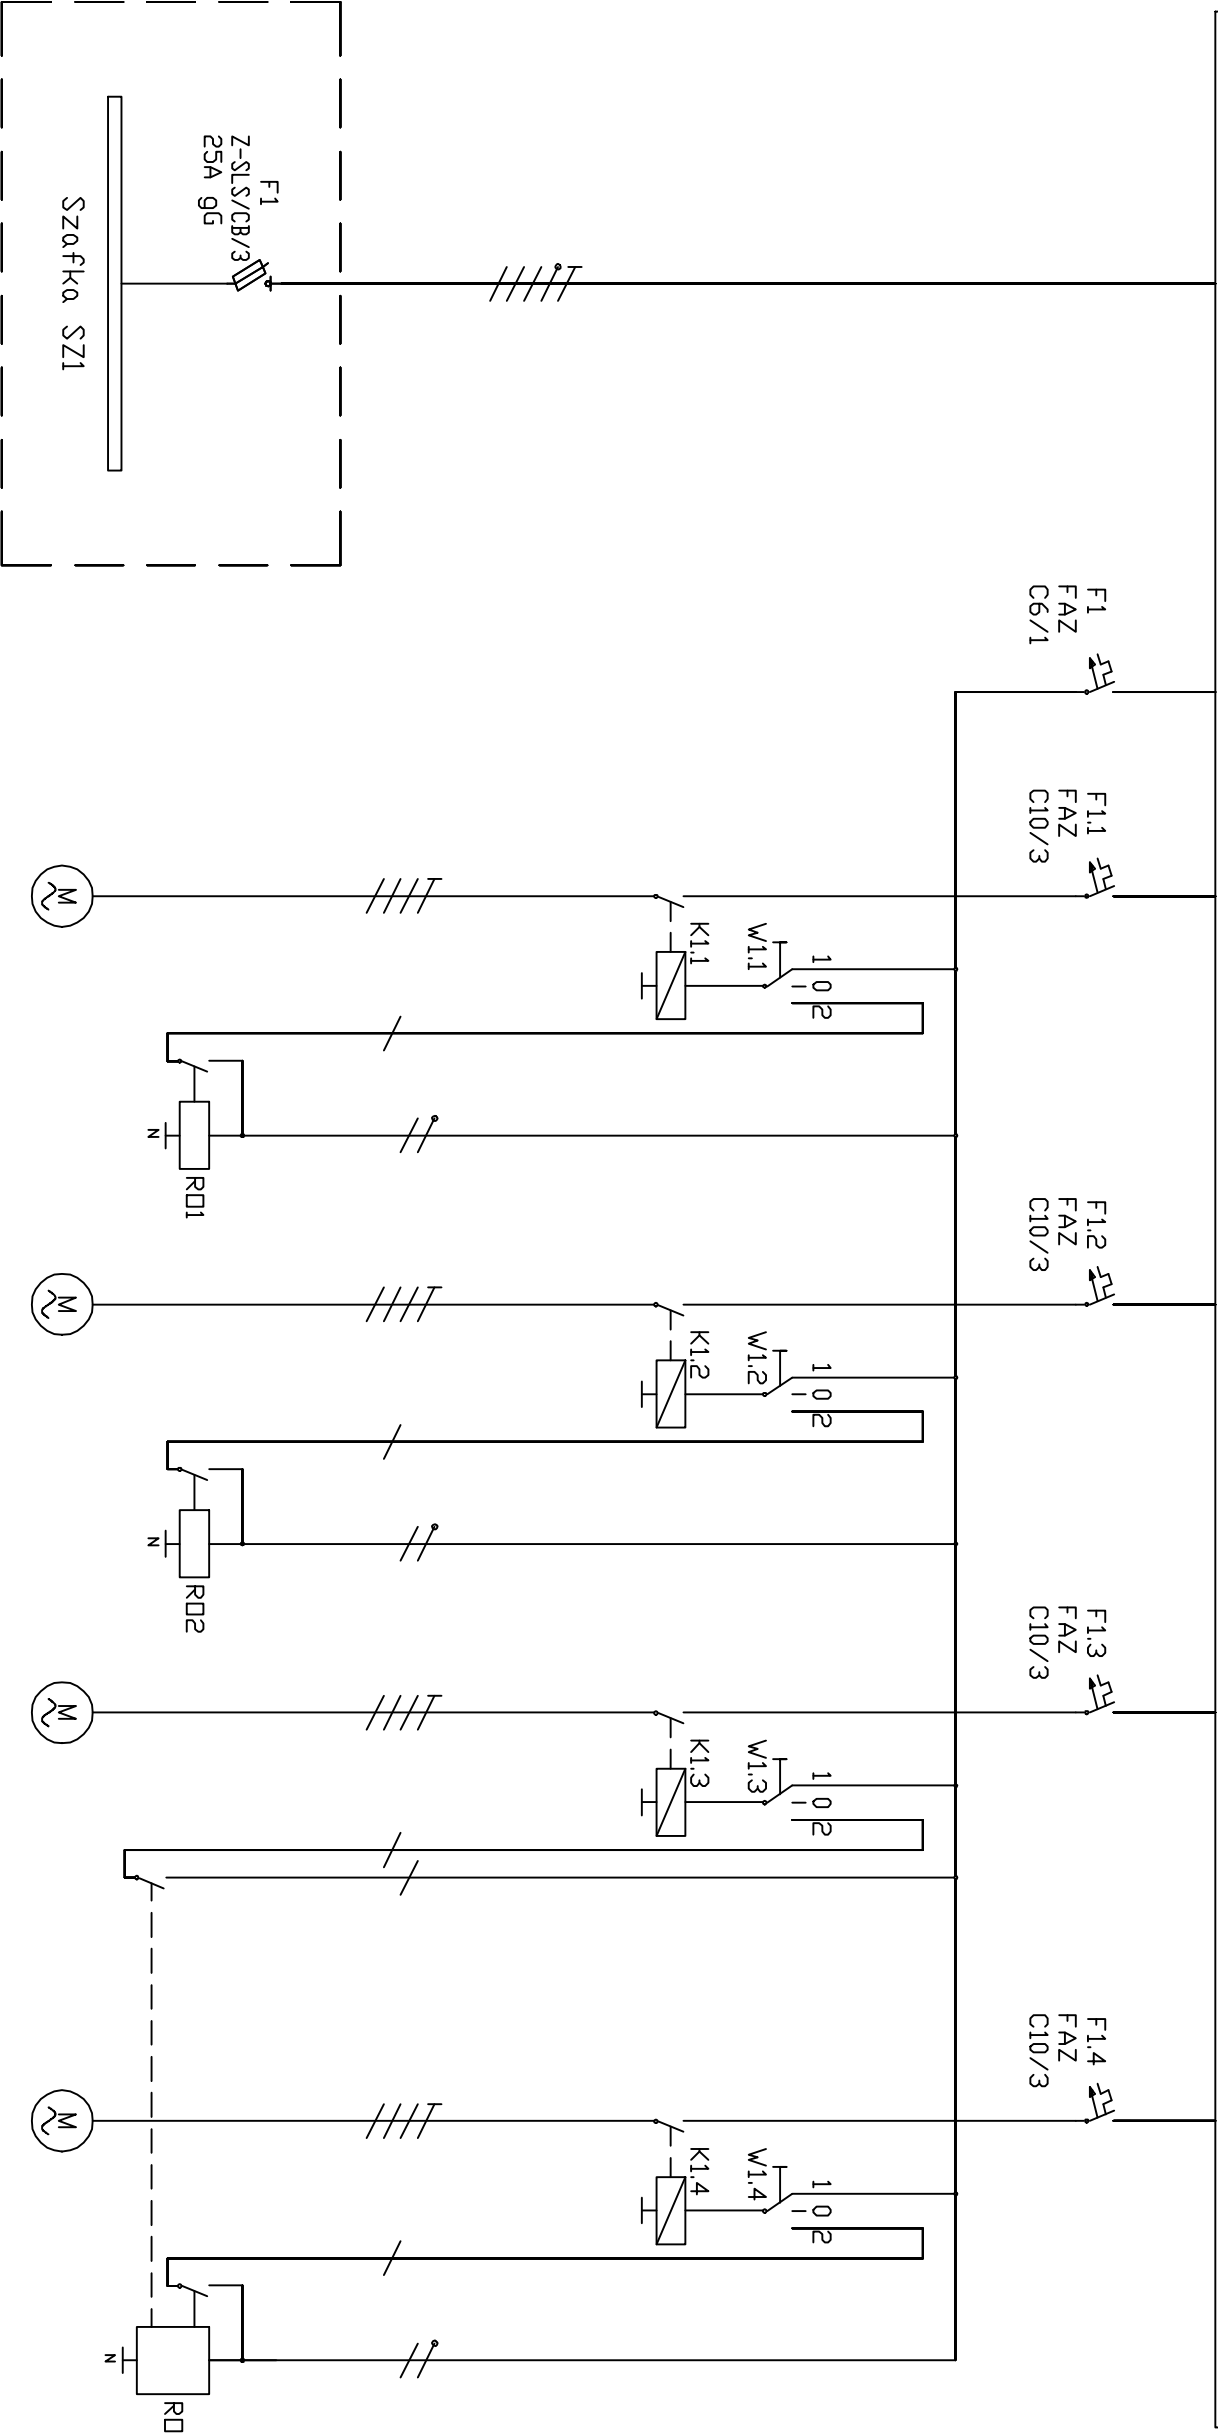 F1
Z-SLS/CB/3
25A gG
Szafka SZ1
F1
FAZ
C6/1
F1.1
FAZ
C10/3
1 0 2
W1.1
K1.1
N
R01
M
F1.2
FAZ
C10/3
1 0 2
W1.2
K1.2
N
R02
M
F1.3
FAZ
C10/3
1 0 2
W1.3
K1.3
M
F1.4
FAZ
C10/3
1 0 2
W1.4
K1.4
N
R0
M